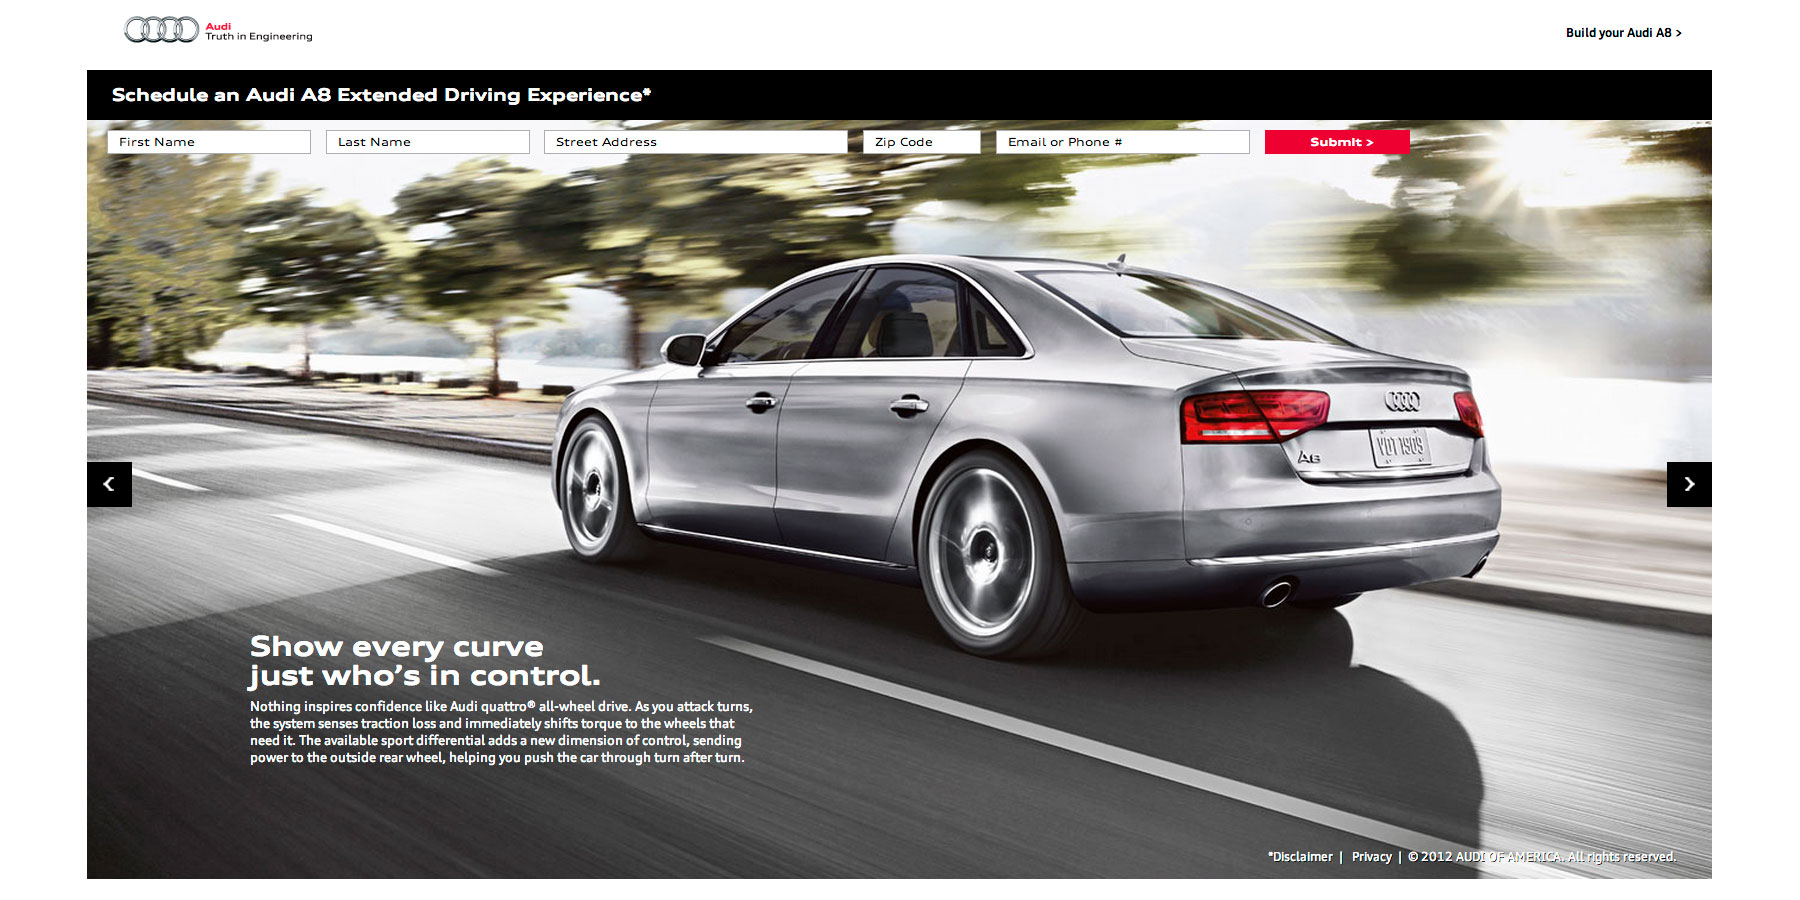 Audi
Truth in Engineering
Build your Audi A8 >
Schedule an Audi A8 Extended Driving Experience*
First Name
Last Name
Street Address
Zip Code
Email or Phone #
Submit >
A8
YDT 1909
Show every curve
just who's in control.
Nothing inspires confidence like Audi quattro® all-wheel drive. As you attack turns,
the system senses traction loss and immediately shifts torque to the wheels that
need it. The available sport differential adds a new dimension of control, sending
power to the outside rear wheel, helping you push the car through turn after turn.
*Disclaimer | Privacy | © 2012 AUDI OF AMERICA. All rights reserved.